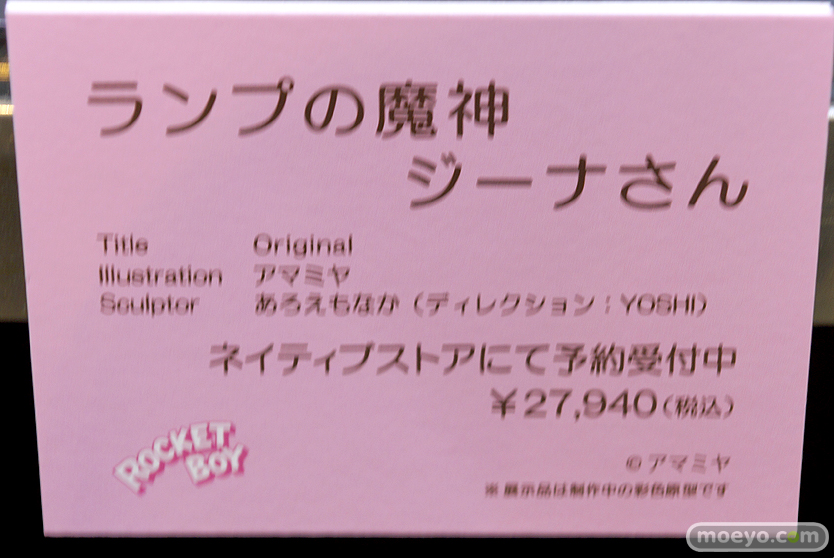 ランプの魔神
ジーナさん
Title Original
Illustration アマミヤ
Sculptor あろえもなか（ディレクション：YOSHI）
ネイティブストアにて予約受付中
￥27,940（税込）
ROCKET
BOY
©アマミヤ
※展示品は制作中の彩色原型です
moeyo.com